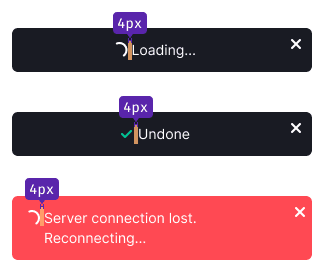 4px
Loading...
4px
Undone
4px
Server connection lost.
Reconnecting...